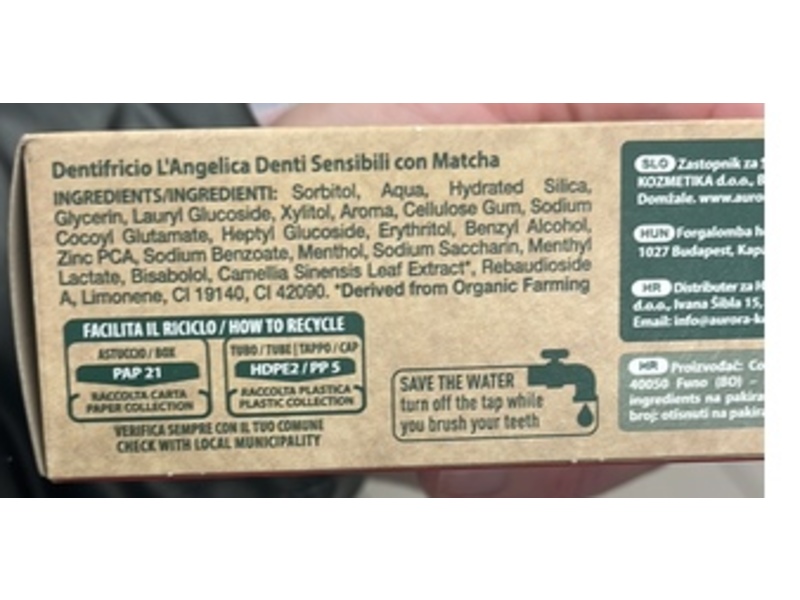 Dentifricio L'Angelica Denti Sensibili con Matcha
INGREDIENTS/INGREDIENTI: Sorbitol, Aqua, Hydrated Silica,
Glycerin, Lauryl Glucoside, Xylitol, Aroma, Cellulose Gum, Sodium
Cocoyl Glutamate, Heptyl Glucoside, Erythritol, Benzyl Alcohol,
Zinc PCA, Sodium Benzoate, Menthol, Sodium Saccharin, Menthyl
Lactate, Bisabolol, Camellia Sinensis Leaf Extract*, Rebaudioside
A, Limonene, CI 19140, CI 42090. *Derived from Organic Farming
FACILITA IL RICICLO / HOW TO RECYCLE
ASTUCCIO / BOX
PAP 21
RACCOLTA CARTA
PAPER COLLECTION
TUBO / TUBE | TAPPO / CAP
HDPE2 / PP 5
RACCOLTA PLASTICA
PLASTIC COLLECTION
VERIFICA SEMPRE CON IL TUO COMUNE
CHECK WITH LOCAL MUNICIPALITY
SAVE THE WATER
turn off the tap while
you brush your teeth
SLO Zastopnik za
KOZMETIKA d.o.o.,
Domžale. www.auro
HUN Forgalomba
1027 Budapest,
HR Distributer za
d.o.o., Ivana Šibla 15,
Email: info@aurora-k
HR Proizvođač:
40050 Funo (BO) -
ingredients na pakira
broj: otisnuti na pakir